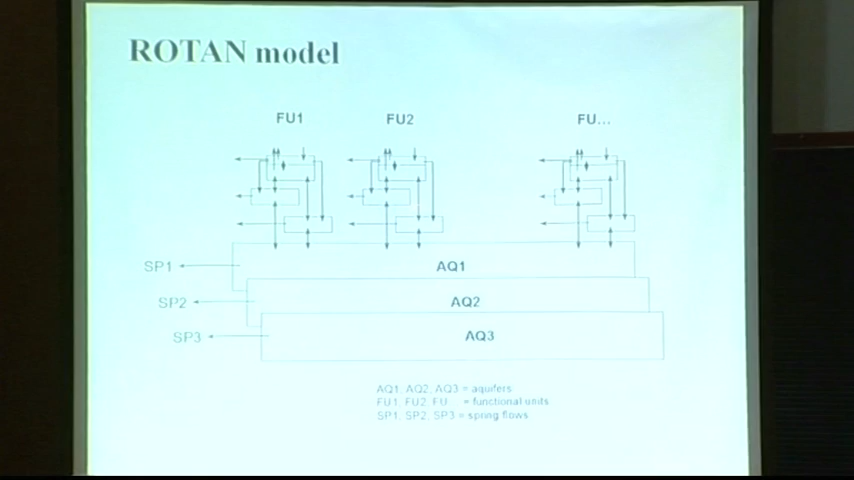 ROTAN model
FU1
FU2
FU...
SP1
AQ1
SP2
AQ2
SP3
AQ3
AQ1, AQ2, AQ3 = aquifers
FU1, FU2, FU... = functional units
SP1, SP2, SP3 = spring flows